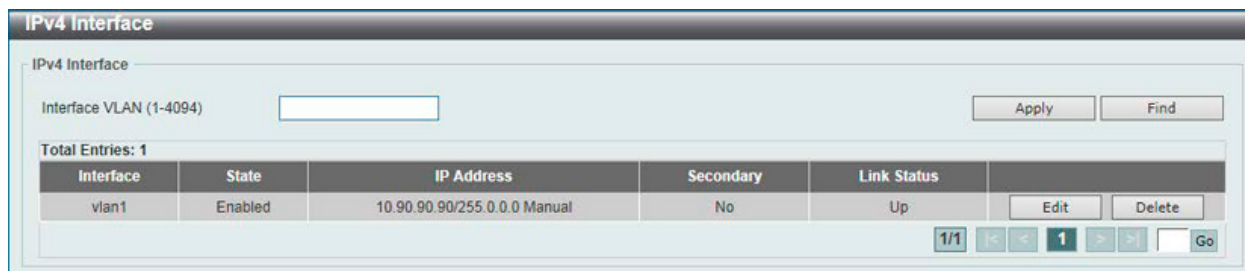 IPv4 Interface
IPv4 Interface
Interface VLAN (1-4094) Apply Find
Total Entries: 1
Interface State IP Address Secondary Link Status
vlan1 Enabled 10.90.90.90/255.0.0.0 Manual No Up Edit Delete
1/1 |< < 1 > >| Go